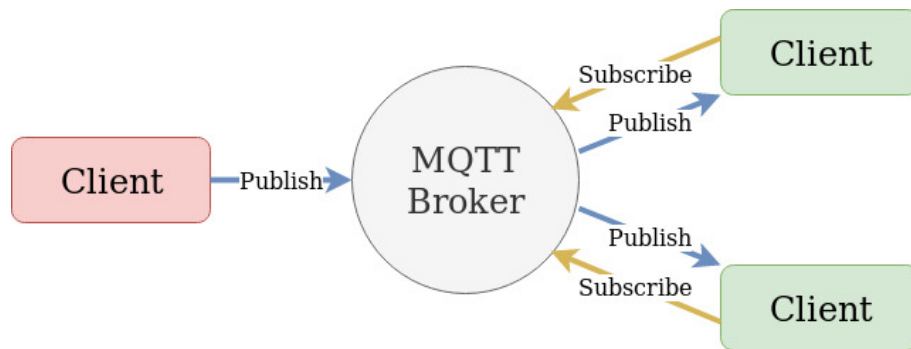 Client
Subscribe
Publish
Client
Publish
MQTT
Broker
Publish
Subscribe
Client